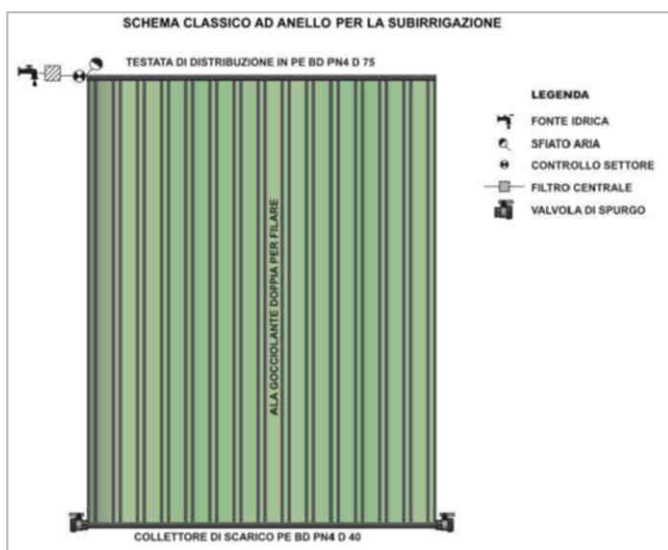 SCHEMA CLASSICO AD ANELLO PER LA SUBIRRIGAZIONE
TESTATA DI DISTRIBUZIONE IN PE BD PN4 D 75
ALA GOCCIOLANTE DOPPIA PER FILARE
COLLETTORE DI SCARICO PE BD PN4 D 40
LEGENDA
FONTE IDRICA
SFIATO ARIA
CONTROLLO SETTORE
FILTRO CENTRALE
VALVOLA DI SPURGO